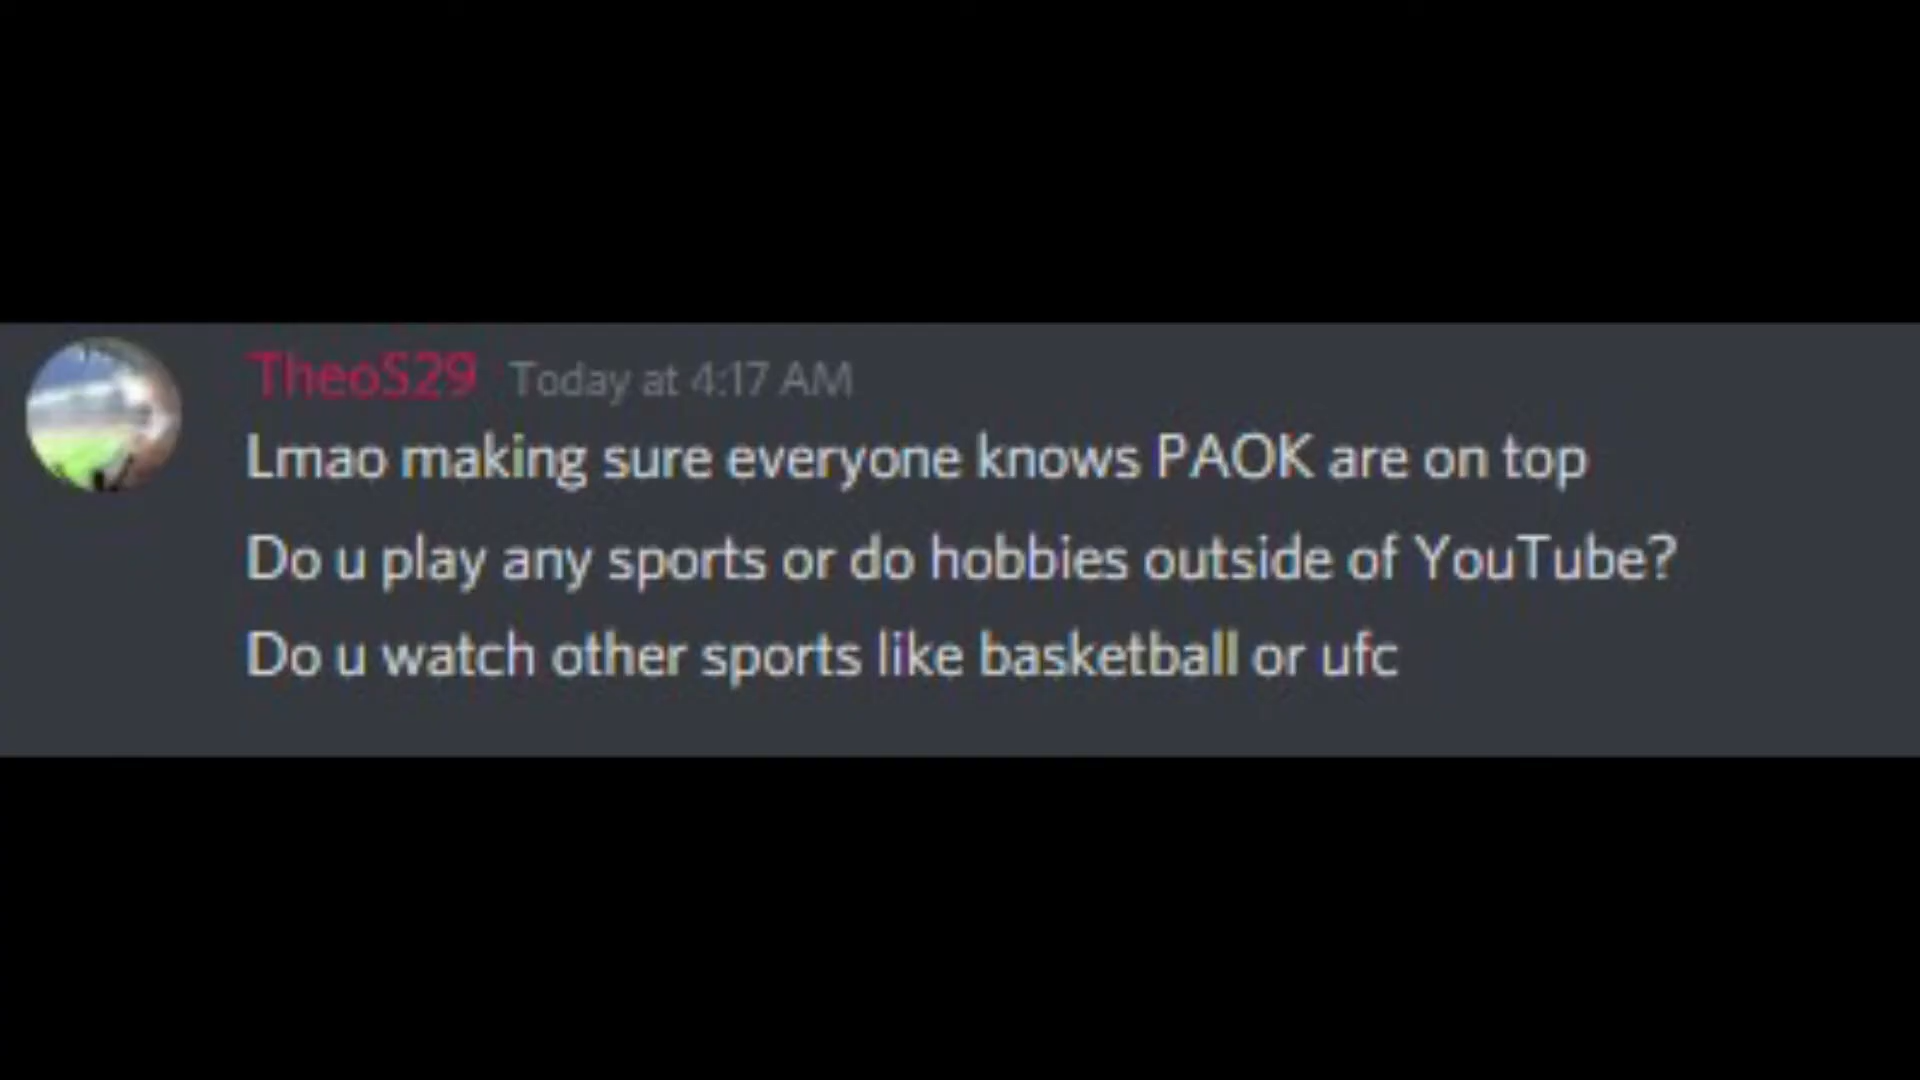 TheoS29 Today at 4:17 AM
Lmao making sure everyone knows PAOK are on top
Do u play any sports or do hobbies outside of YouTube?
Do u watch other sports like basketball or ufc